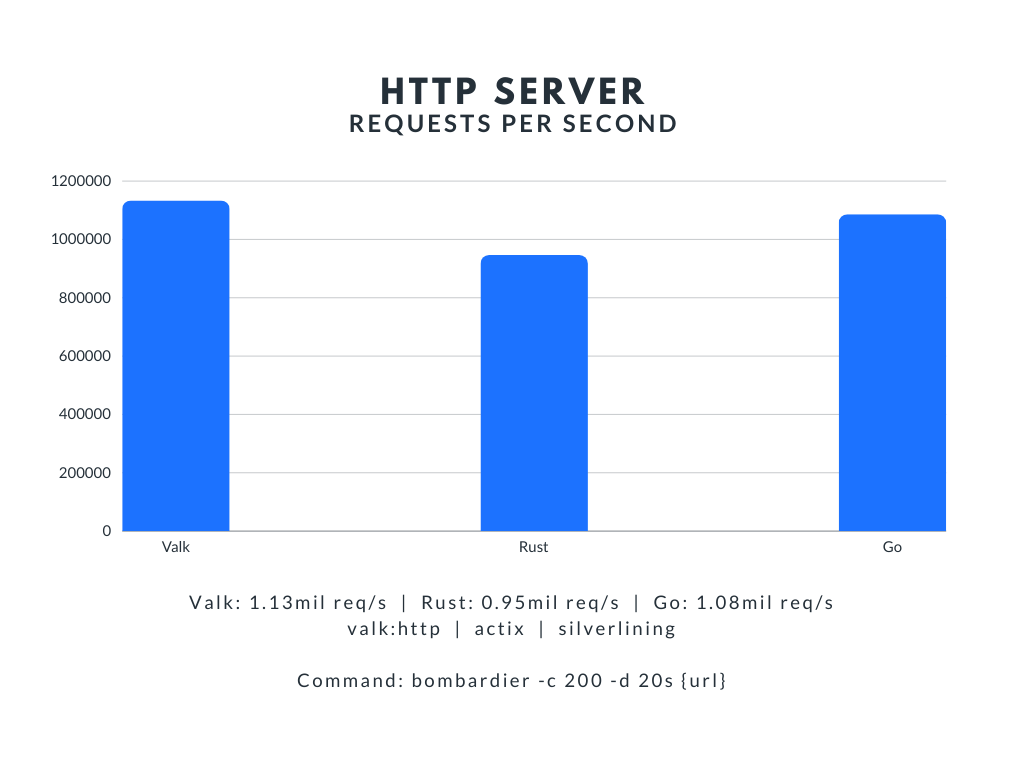 HTTP SERVER
REQUESTS PER SECOND
1200000
1000000
800000
600000
400000
200000
0
Valk
Rust
Go
Valk: 1.13mil req/s | Rust: 0.95mil req/s | Go: 1.08mil req/s
valk:http | actix | silverlining
Command: bombardier -c 200 -d 20s {url}